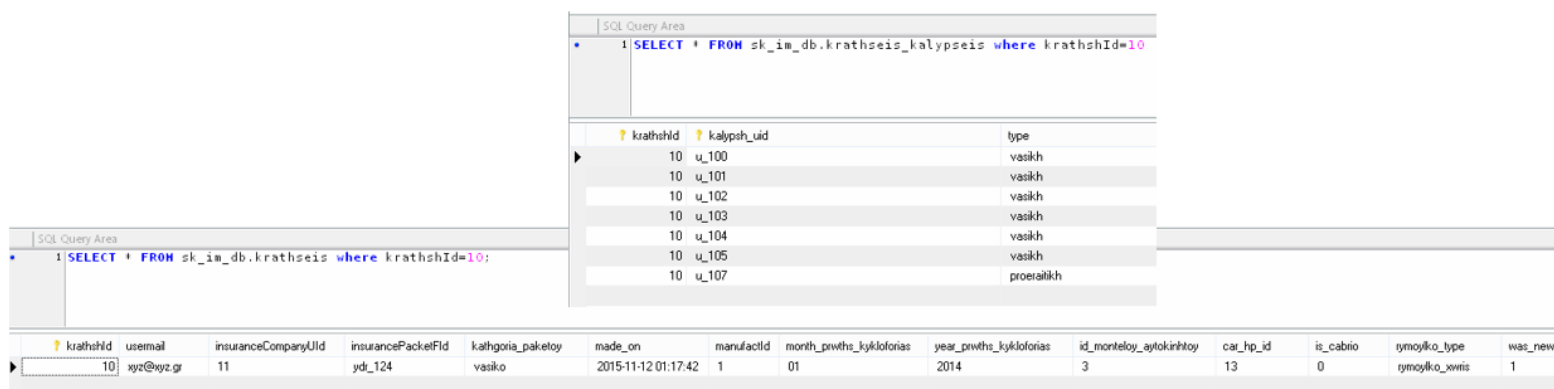 SQL Query Area
1 SELECT * FROM sk_im_db.krathseis_kalypseis where krathshId=10
krathshId kalypsh_uid type
10 u_100 vasikh
10 u_101 vasikh
10 u_102 vasikh
10 u_103 vasikh
10 u_104 vasikh
10 u_105 vasikh
10 u_107 proeraitikh
SQL Query Area
1 SELECT * FROM sk_im_db.krathseis where krathshId=10;
krathshId usermail insuranceCompanyUId insurancePacketFId kathgoria_paketoy made_on manufactId month_prwths_kykloforias year_prwths_kykloforias id_monteloy_aytokinhtoy car_hp_id is_cabrio rymoylko_type was_new
10 xyz@xyz.gr 11 ydr_124 vasiko 2015-11-12 01:17:42 1 01 2014 3 13 0 rymoylko_xwris 1